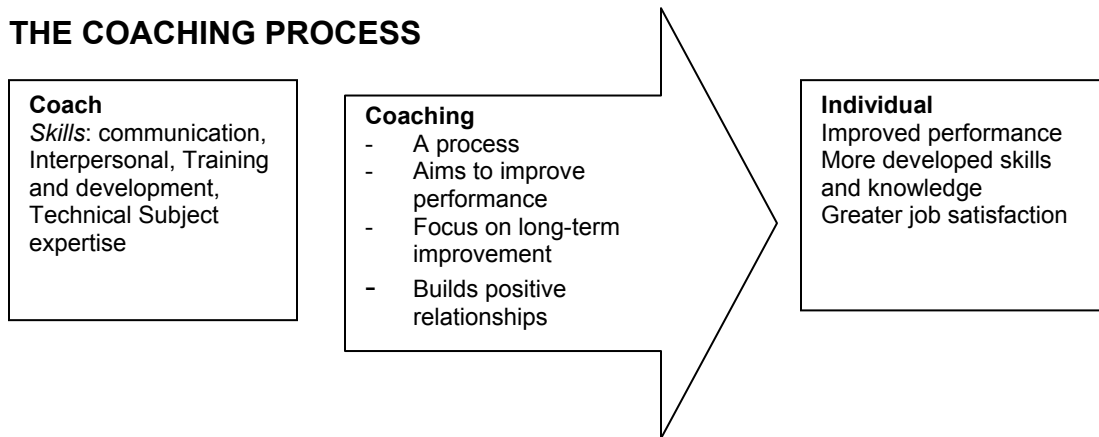 THE COACHING PROCESS
Coach
Skills: communication,
Interpersonal, Training
and development,
Technical Subject
expertise
Coaching
- A process
- Aims to improve
performance
- Focus on long-term
improvement
- Builds positive
relationships
Individual
Improved performance
More developed skills
and knowledge
Greater job satisfaction